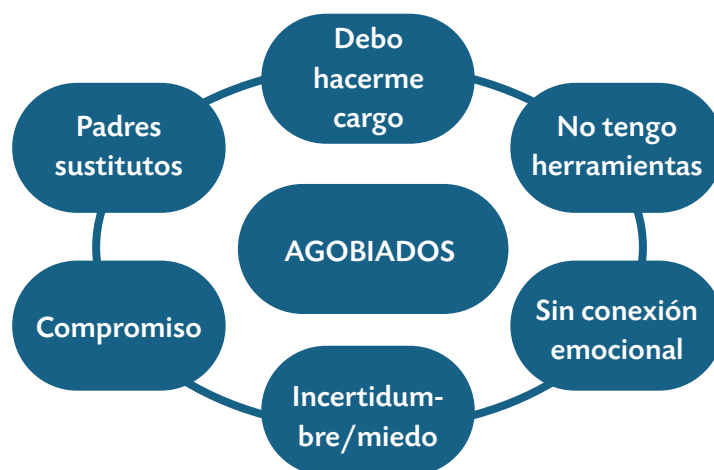 Debo
hacerme
cargo
Padres
sustitutos
No tengo
herramientas
AGOBIADOS
Compromiso
Sin conexión
emocional
Incertidum-
bre/miedo